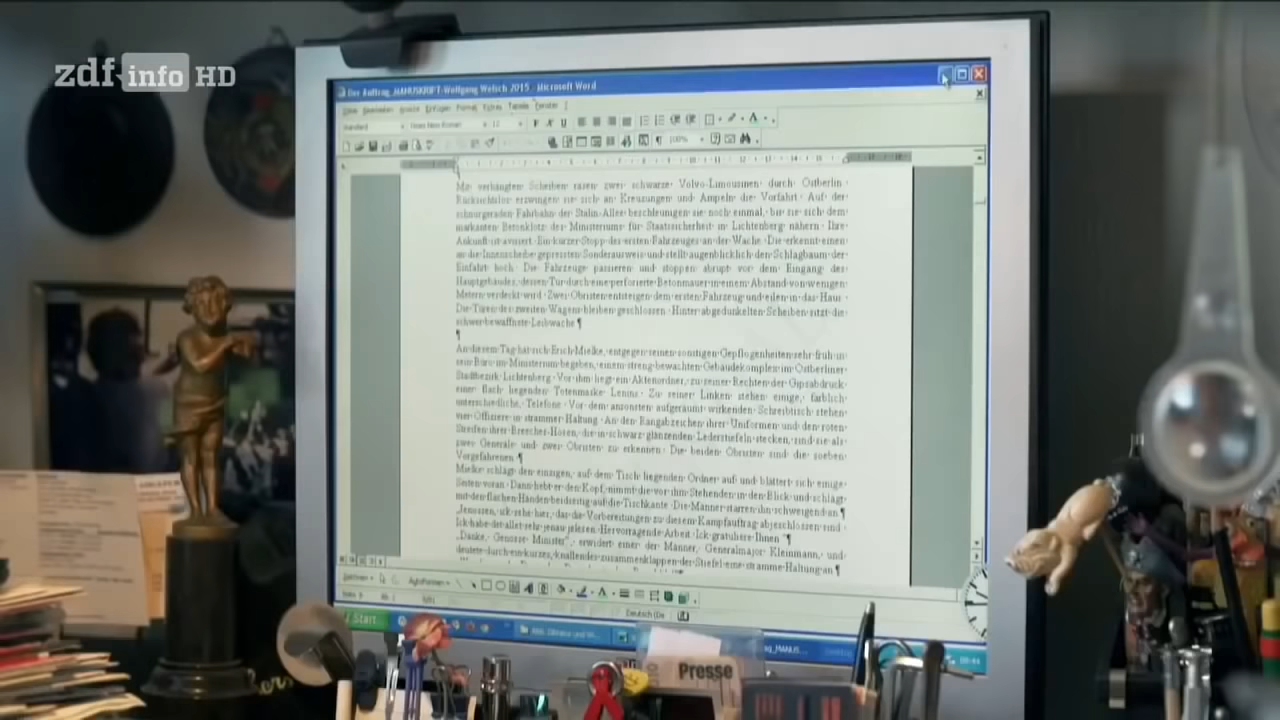 zdf info HD
Der Auftrag_MANUSKRIPT-Wolfgang Welsch 2015 - Microsoft Word
Mit verhängten Scheiben rasen zwei schwarze Volvo-Limousinen durch Ostberlin
Rücksichtslos erzwingen sie sich an Kreuzungen und Ampeln die Vorfahrt. Auf der
schnurgeraden Fahrbahn der Stalin-Allee beschleunigen sie noch einmal, bis sie sich dem
markanten Betonklotz des Ministeriums für Staatssicherheit in Lichtenberg nähern. Ihre
Ankunft ist avisiert. Ein kurzer Stopp des ersten Fahrzeuges an der Wache. Die erkennt einen
an die Innenscheibe gepressten Sonderausweis und stellt augenblicklich den Schlagbaum der
Einfahrt hoch. Die Fahrzeuge passieren und stoppen abrupt vor dem Eingang des
Hauptgebäudes, dessen Tür durch eine perforierte Betonmauer in einem Abstand von wenigen
Metern verdeckt wird. Zwei Obristen entsteigen dem ersten Fahrzeug und eilen in das Haus.
Die Türen des zweiten Wagens bleiben geschlossen. Hinter abgedunkelten Scheiben sitzt die
schwer bewaffnete Leibwache.¶
¶
An diesem Tag hat sich Erich Mielke, entgegen seinen sonstigen Gepflogenheiten sehr früh in
sein Büro im Ministerium begeben, einem streng bewachten Gebäudekomplex im Ostberliner
Stadtbezirk Lichtenberg. Vor ihm liegt ein Aktenordner, zu seiner Rechten der Gipsabdruck
einer flach liegenden Totenmaske Lenins. Zu seiner Linken stehen einige, farblich
unterschiedliche, Telefone. Vor dem ansonsten aufgeräumt wirkenden Schreibtisch stehen
vier Offiziere in strammer Haltung. An den Rangabzeichen ihrer Uniformen und den roten
Streifen ihrer Breeches-Hosen, die in schwarz glänzenden Lederstiefeln stecken, sind sie als
zwei Generäle und zwei Obristen zu erkennen. Die beiden Obristen sind die soeben
Vorgefahrenen.¶
Mielke schlägt den einzigen, auf dem Tisch liegenden Ordner auf und blättert sich einige
Seiten voran. Dann hebt er den Kopf, nimmt die vor ihm Stehenden in den Blick und schlägt
mit den flachen Händen beidseitig auf die Tischkante. Die Männer starren ihn schweigend an.¶
„Jenossen, ick sehe hier, dat die Vorbereitungen zu diesem Kampfauftrag abjeschlossen sind.
Ick habe det allet sehr jenau jelesen. Hervorragende Arbeit. Ick gratuliere Ihnen."¶
„Danke, Genosse Minister", erwidert einer der Männer, Generalmajor Kleinmann, und
deutete durch ein kurzes, knallendes zusammenklappen der Stiefel eine stramme Haltung an.¶
AutoFormen
Deutsch (De
Start
Presse